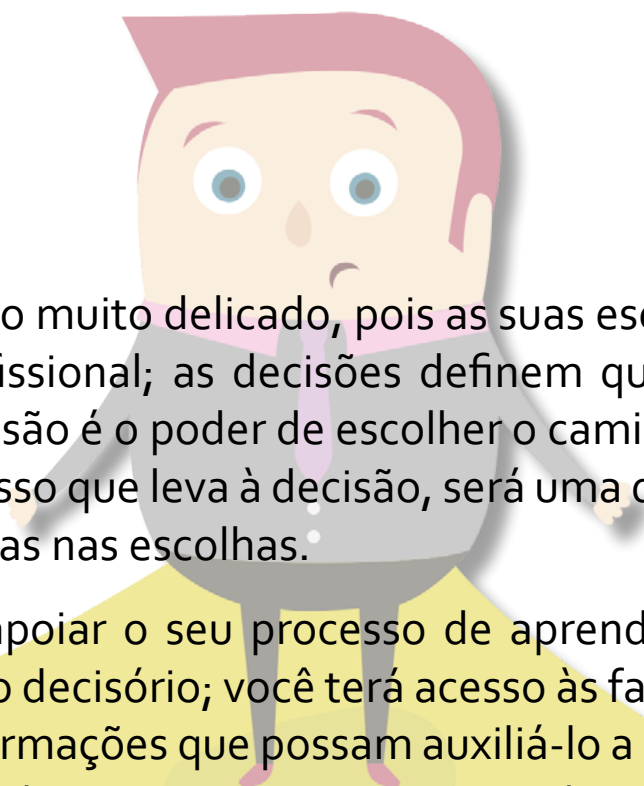 o muito delicado, pois as suas esc
issional; as decisões definem qu
são é o poder de escolher o cami
sso que leva à decisão, será uma
as nas escolhas.
poiar o seu processo de aprend
o decisório; você terá acesso às fa
rmações que possam auxiliá-lo a